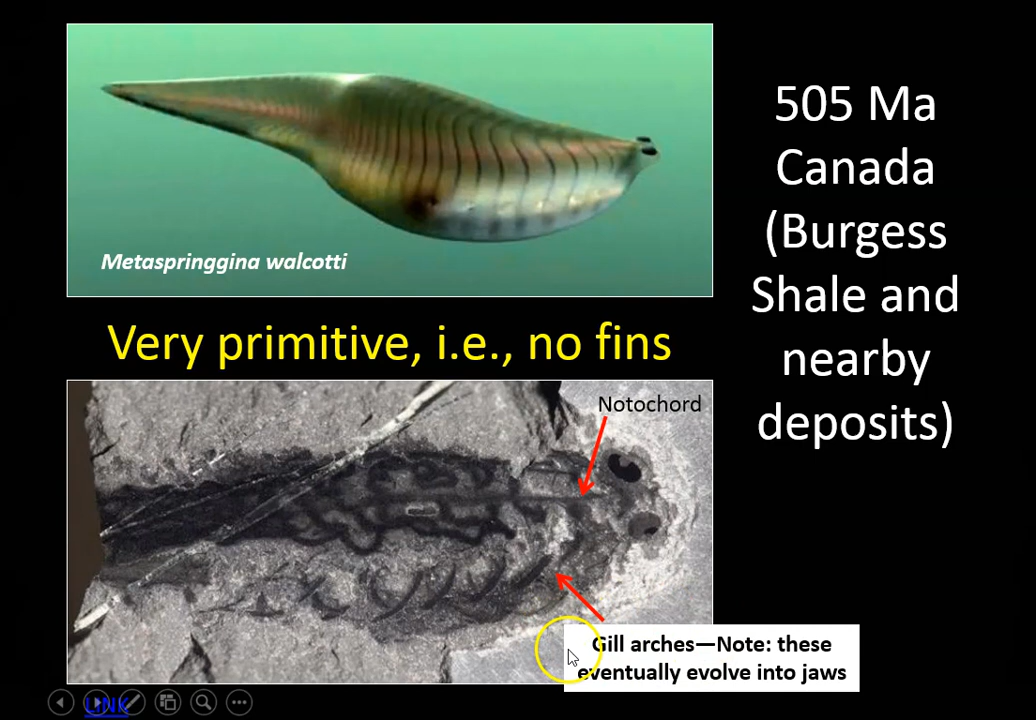 Metaspringgina walcotti
505 Ma
Canada
(Burgess
Shale and
nearby
deposits)
Very primitive, i.e., no fins
Notochord
Gill arches—Note: these
eventually evolve into jaws
LINK